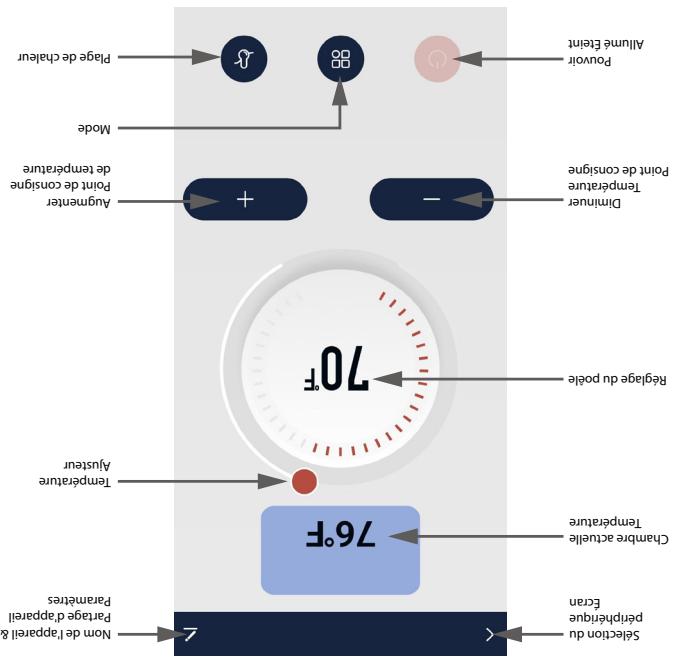 Sélection du
périphérique
Écran
Nom de l'appareil &
Partage d'appareil
Paramètres
Chambre actuelle
Température
76°F
Température
Ajusteur
Réglage du poêle
70°F
Diminuer
Température
Point de consigne
Augmenter
Point de consigne
de température
Mode
Pouvoir
Allumé Éteint
Plage de chaleur